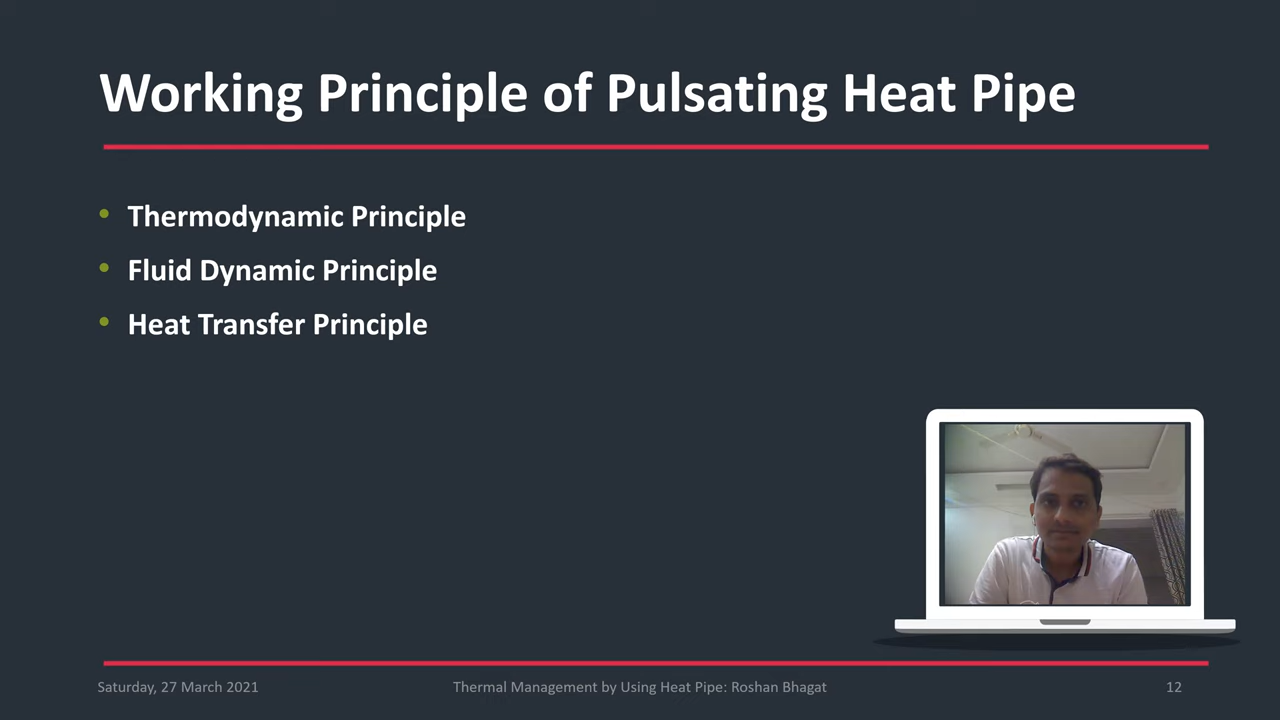 Working Principle of Pulsating Heat Pipe
• Thermodynamic Principle
• Fluid Dynamic Principle
• Heat Transfer Principle
Saturday, 27 March 2021
Thermal Management by Using Heat Pipe: Roshan Bhagat
12